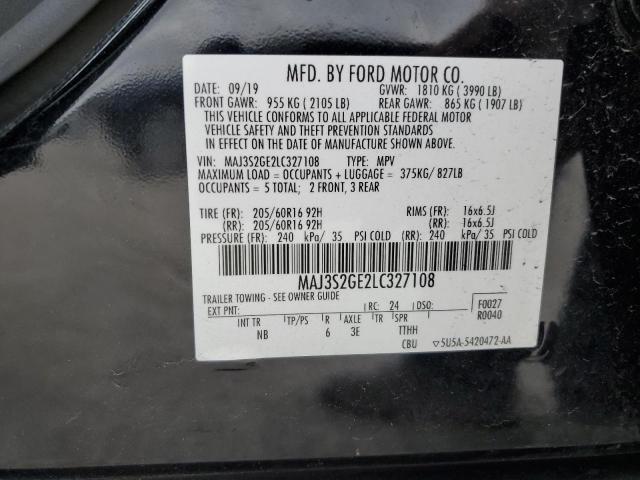 MFD. BY FORD MOTOR CO.
DATE: 09/19 GVWR: 1810 KG ( 3990 LB)
FRONT GAWR: 955 KG ( 2105 LB) REAR GAWR: 865 KG ( 1907 LB)
THIS VEHICLE CONFORMS TO ALL APPLICABLE FEDERAL MOTOR
VEHICLE SAFETY AND THEFT PREVENTION STANDARDS
IN EFFECT ON THE DATE OF MANUFACTURE SHOWN ABOVE.
VIN: MAJ3S2GE2LC327108 TYPE: MPV
MAXIMUM LOAD = OCCUPANTS + LUGGAGE = 375KG/ 827LB
OCCUPANTS = 5 TOTAL; 2 FRONT, 3 REAR
TIRE (FR): 205/60R16 92H RIMS (FR): 16x6.5J
(RR): 205/60R16 92H (RR): 16x6.5J
PRESSURE (FR): 240 kPa/ 35 PSI COLD (RR): 240 kPa/ 35 PSI COLD
MAJ3S2GE2LC327108
TRAILER TOWING - SEE OWNER GUIDE
EXT PNT: RC: 24 DSO: F0027
R0040
INT TR TP/PS R AXLE TR SPR
NB 6 3E TTHH
CBU ▽5U5A-5420472-AA